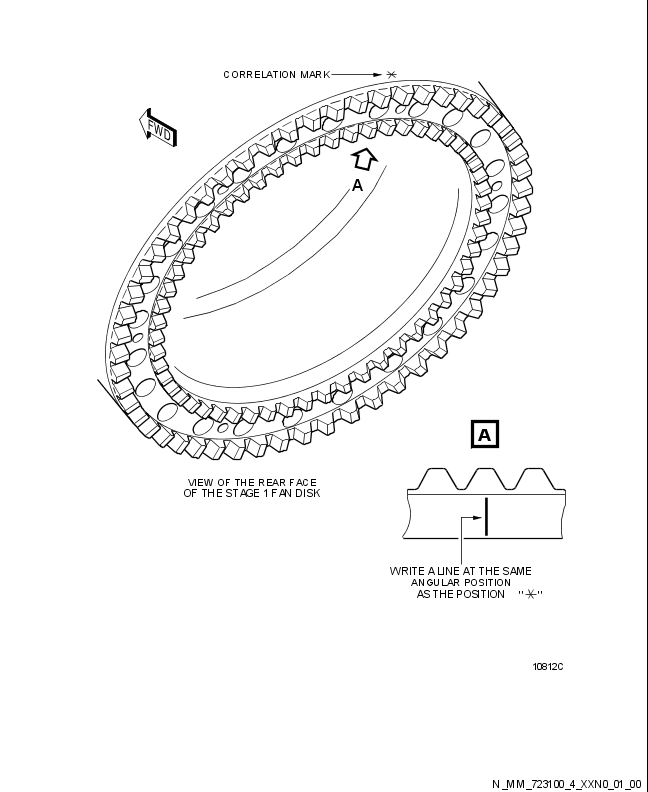 CORRELATION MARK
FWD
A
A
VIEW OF THE REAR FACE
OF THE STAGE 1 FAN DISK
WRITE A LINE AT THE SAME
ANGULAR POSITION
AS THE POSITION "*"
10812C
N_MM_723100_4_XXN0_01_00